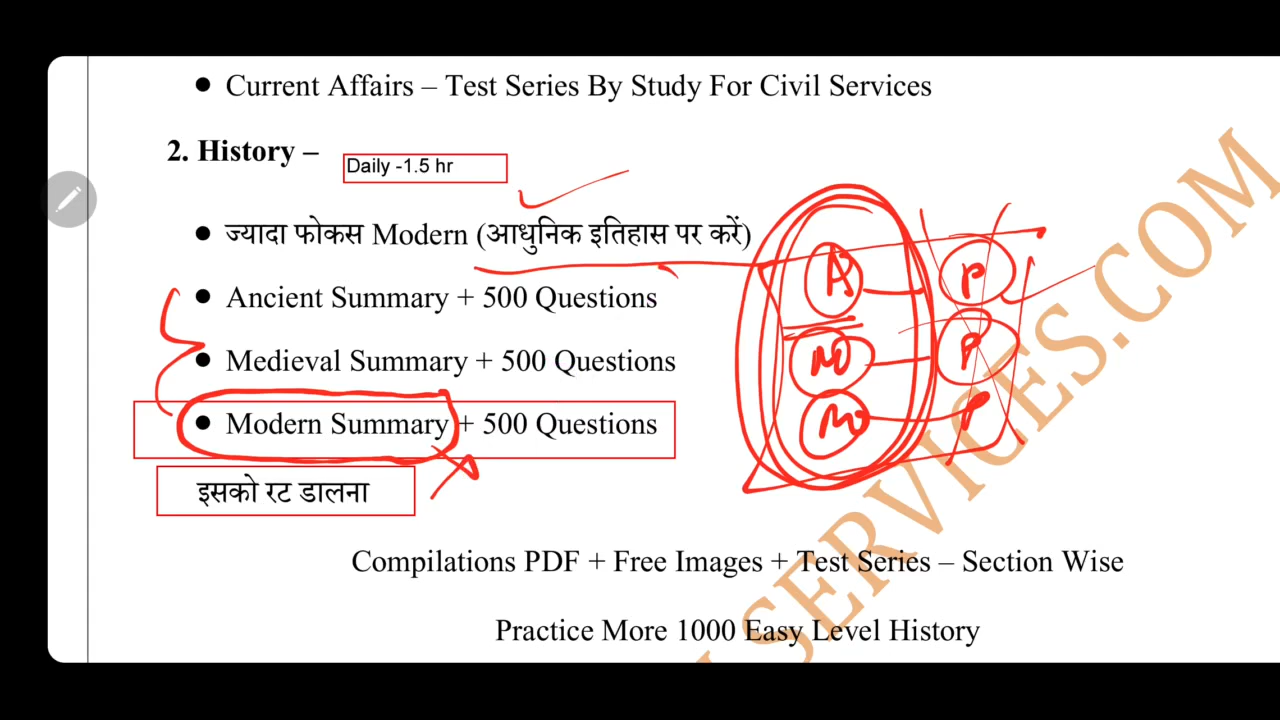 ● Current Affairs – Test Series By Study For Civil Services
2. History –
Daily -1.5 hr
● ज्यादा फोकस Modern (आधुनिक इतिहास पर करें)
● Ancient Summary + 500 Questions
● Medieval Summary + 500 Questions
● Modern Summary + 500 Questions
इसको रट डालना
A P
M P
M P
Compilations PDF + Free Images + Test Series – Section Wise
Practice More 1000 Easy Level History
SERVICES.COM